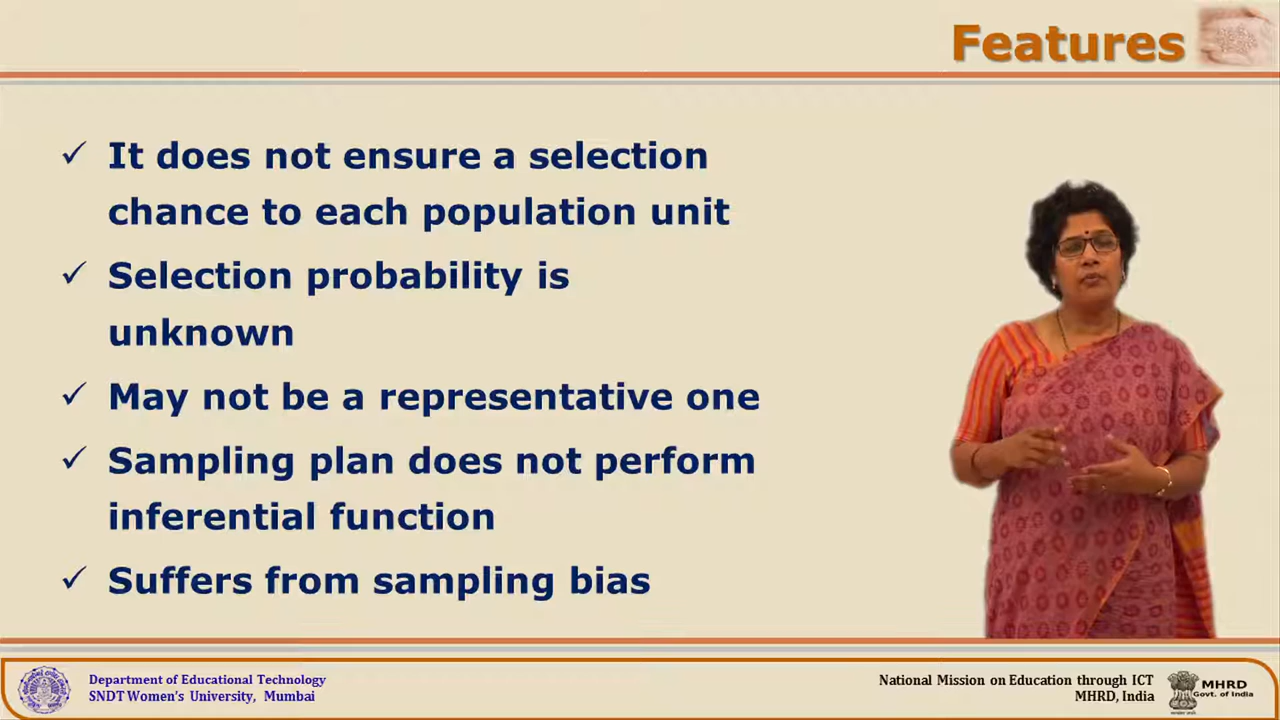 Features
✓ It does not ensure a selection
chance to each population unit
✓ Selection probability is
unknown
✓ May not be a representative one
✓ Sampling plan does not perform
inferential function
✓ Suffers from sampling bias
Department of Educational Technology
SNDT Women's University, Mumbai
National Mission on Education through ICT
MHRD, India
MHRD
Govt. of India